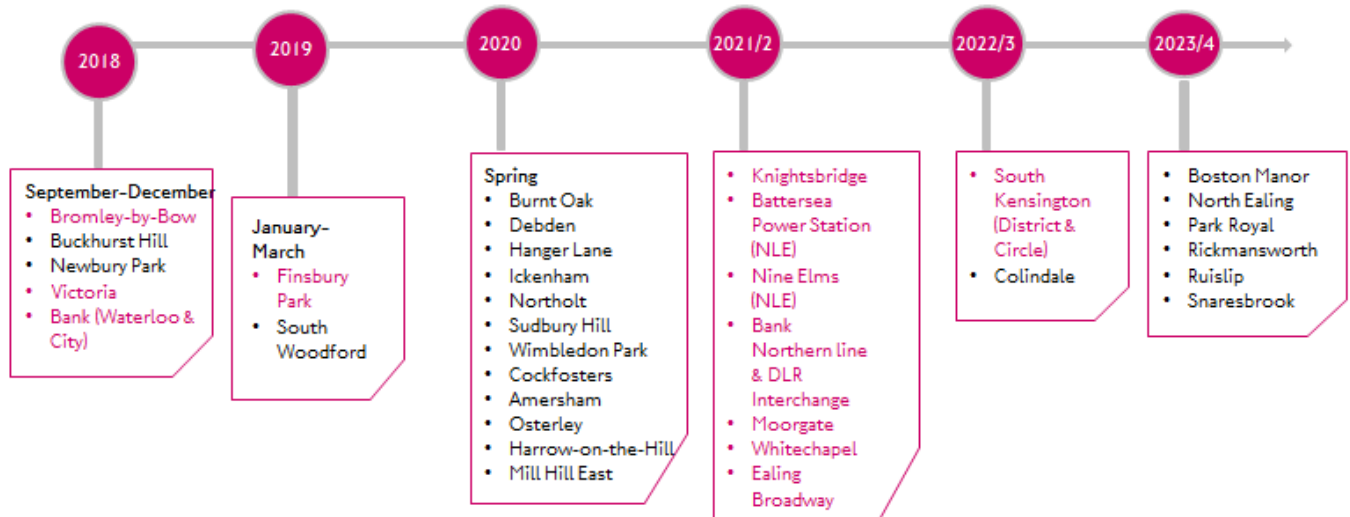 2018
2019
2020
2021/2
2022/3
2023/4
September-December
• Bromley-by-Bow
• Buckhurst Hill
• Newbury Park
• Victoria
• Bank (Waterloo &
City)
January-
March
• Finsbury
Park
• South
Woodford
Spring
• Burnt Oak
• Debden
• Hanger Lane
• Ickenham
• Northolt
• Sudbury Hill
• Wimbledon Park
• Cockfosters
• Amersham
• Osterley
• Harrow-on-the-Hill
• Mill Hill East
• Knightsbridge
• Battersea
Power Station
(NLE)
• Nine Elms
(NLE)
• Bank
Northern line
& DLR
Interchange
• Moorgate
• Whitechapel
• Ealing
Broadway
• South
Kensington
(District &
Circle)
• Colindale
• Boston Manor
• North Ealing
• Park Royal
• Rickmansworth
• Ruislip
• Snaresbrook